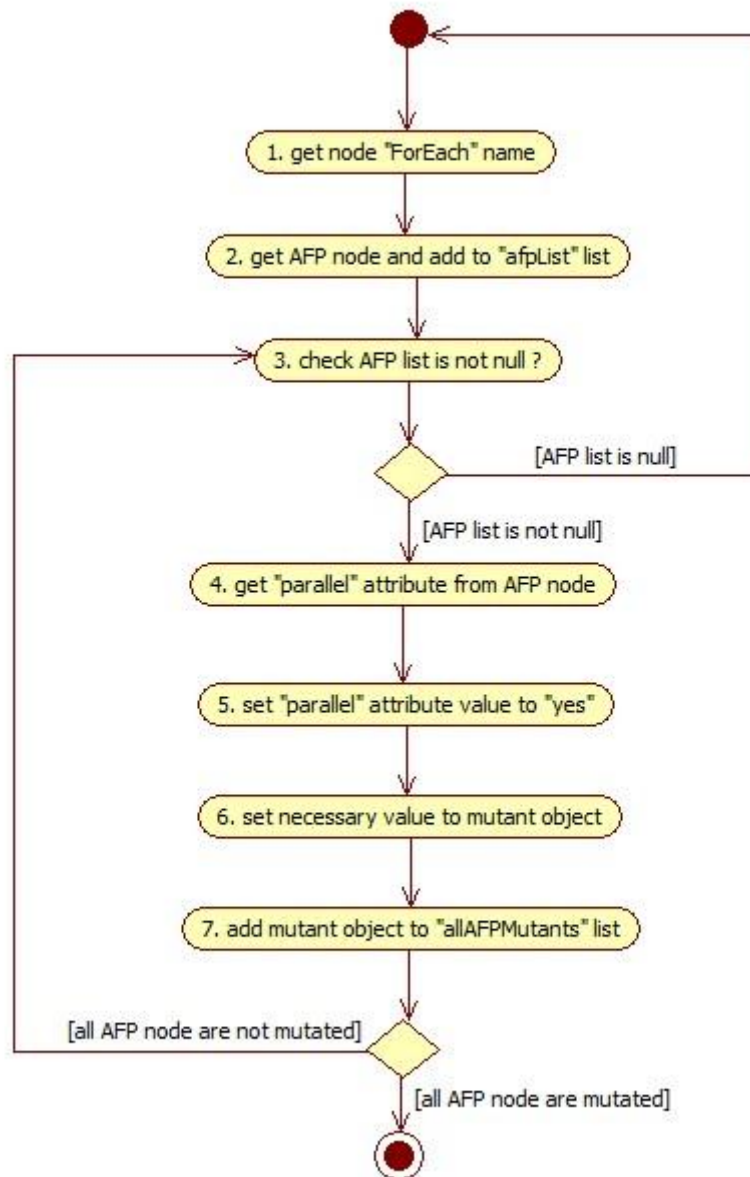 1. get node "ForEach" name
2. get AFP node and add to "afpList" list
3. check AFP list is not null ?
[AFP list is null]
[AFP list is not null]
4. get "parallel" attribute from AFP node
5. set "parallel" attribute value to "yes"
6. set necessary value to mutant object
7. add mutant object to "allAFPMutants" list
[all AFP node are not mutated]
[all AFP node are mutated]